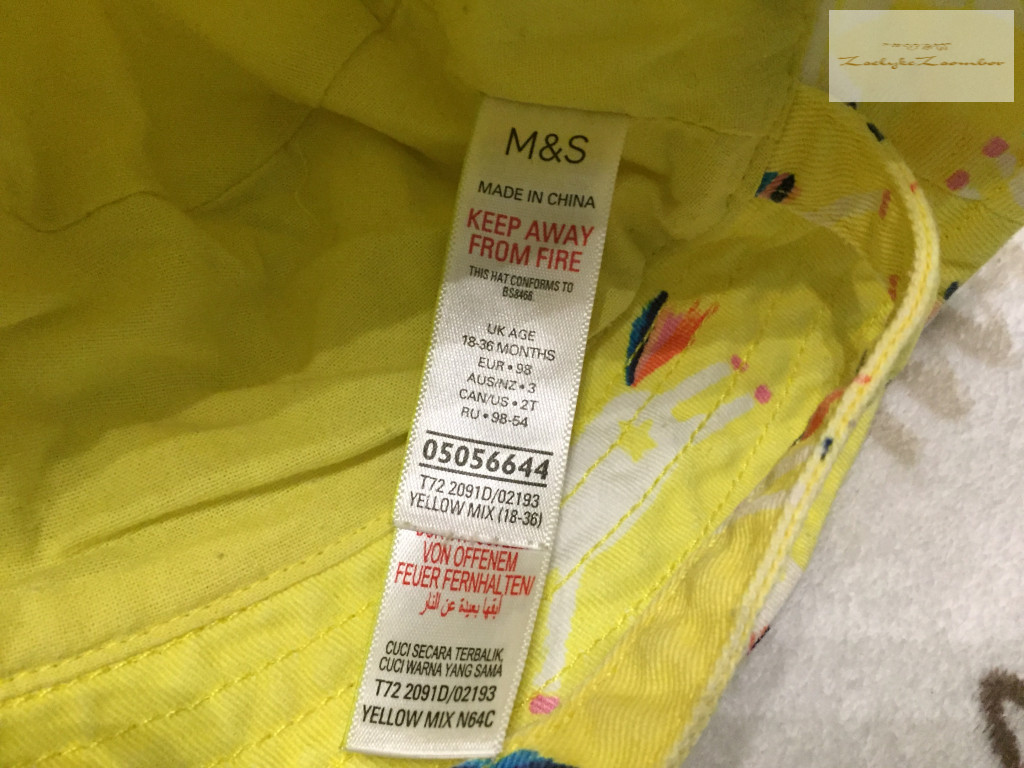 M&S
MADE IN CHINA
KEEP AWAY
FROM FIRE
THIS HAT CONFORMS TO
BS8466.
UK AGE
18-36 MONTHS
EUR • 98
AUS/NZ • 3
CAN/US • 2T
RU • 98-54
05056644
T72 2091D/02193
YELLOW MIX (18-36)
VON OFFENEM
FEUER FERNHALTEN/
أبقها بعيدة عن النار
CUCI SECARA TERBALIK,
CUCI WARNA YANG SAMA
T72 2091D/02193
YELLOW MIX N64C